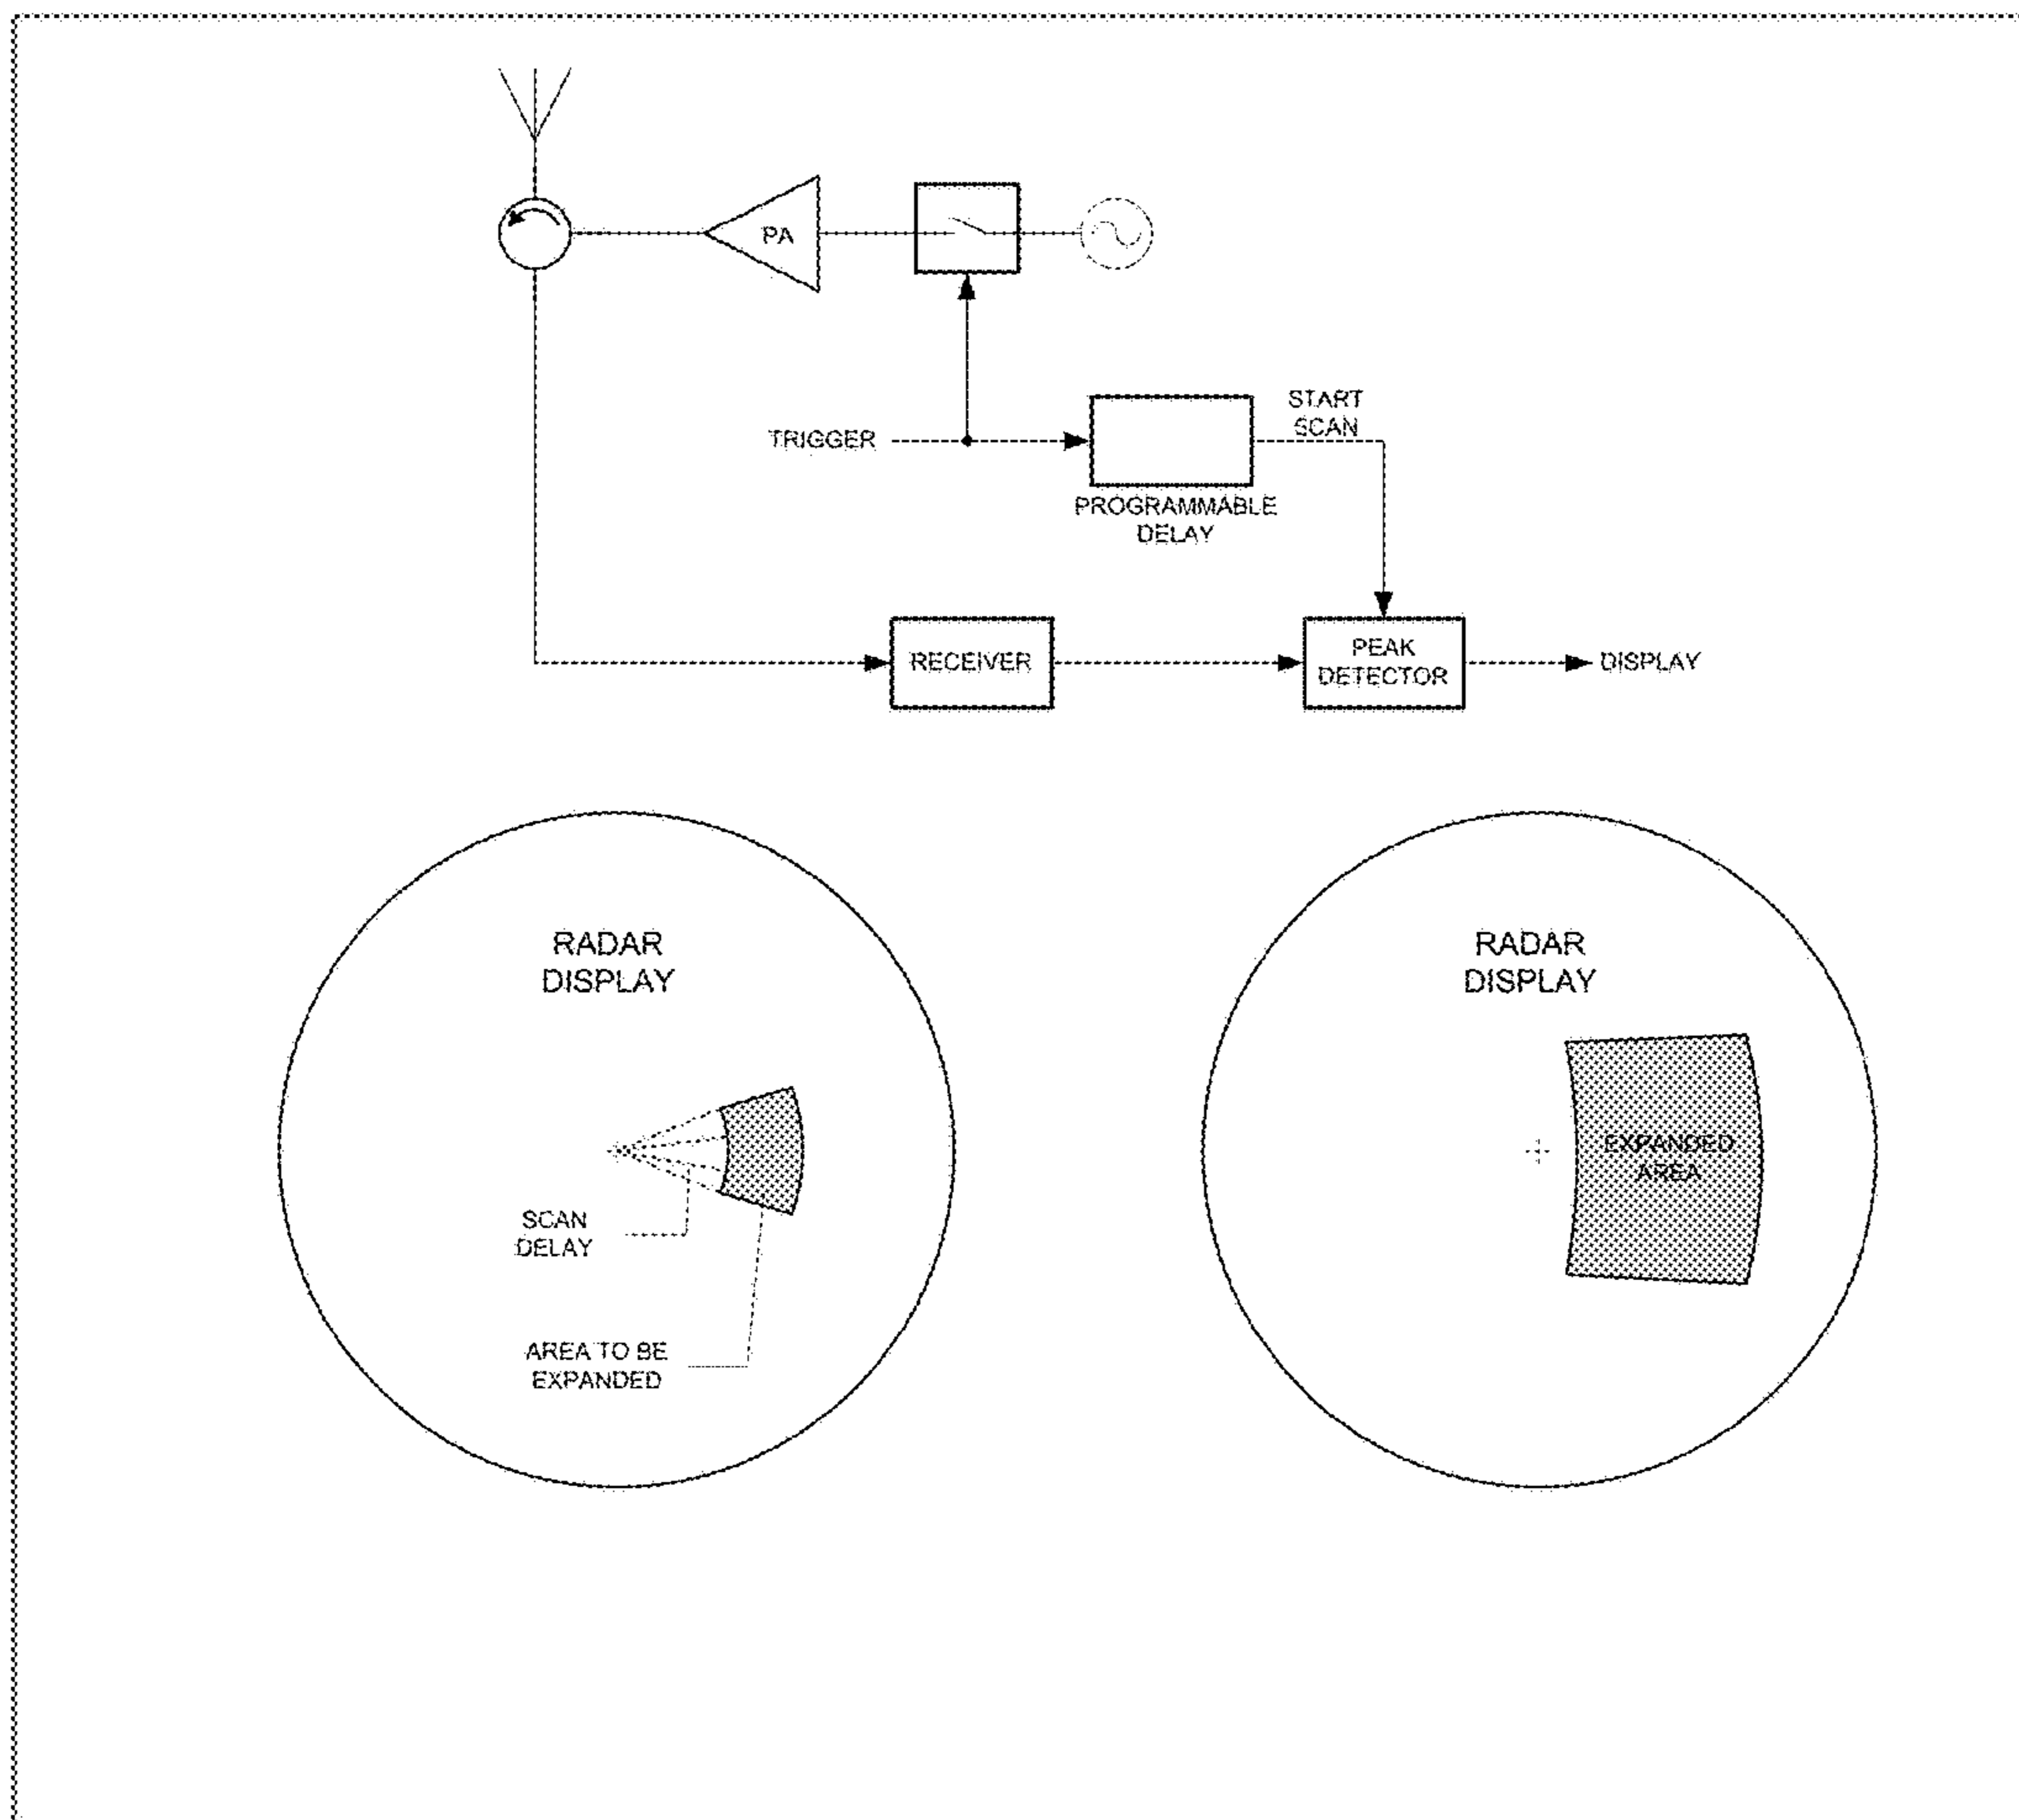 PA
START
SCAN
TRIGGER
PROGRAMMABLE
DELAY
RECEIVER
PEAK
DETECTOR
DISPLAY
RADAR
DISPLAY
SCAN
DELAY
AREA TO BE
EXPANDED
RADAR
DISPLAY
EXPANDED
AREA